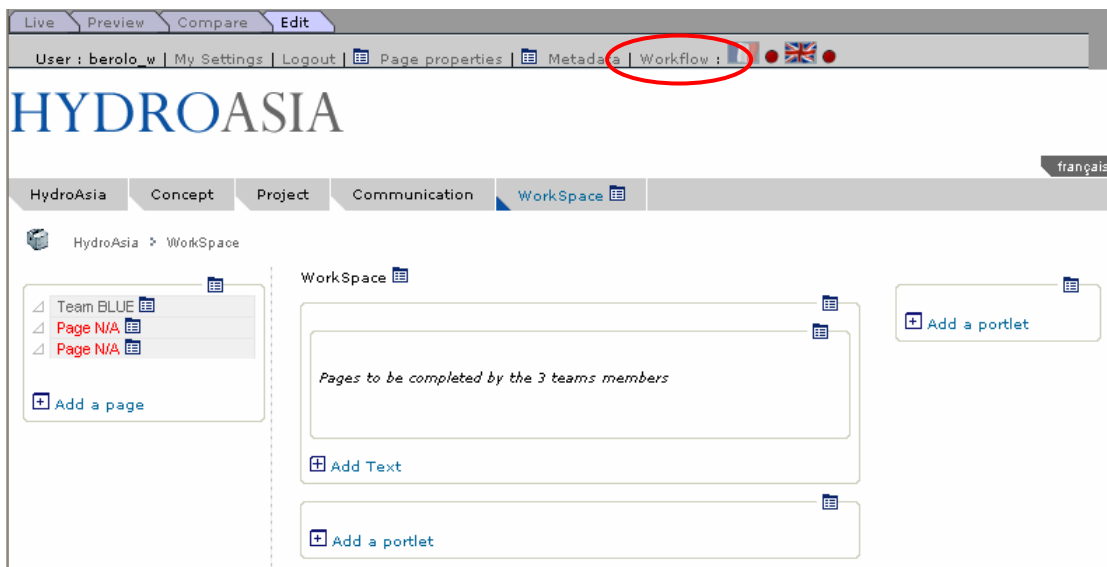 Live Preview Compare Edit
User : berolo_w | My Settings | Logout | Page properties | Metadata | Workflow :
HYDROASIA
français
HydroAsia Concept Project Communication WorkSpace
HydroAsia > WorkSpace
WorkSpace
Team BLUE
Page N/A
Page N/A
Add a page
Pages to be completed by the 3 teams members
Add Text
Add a portlet
Add a portlet